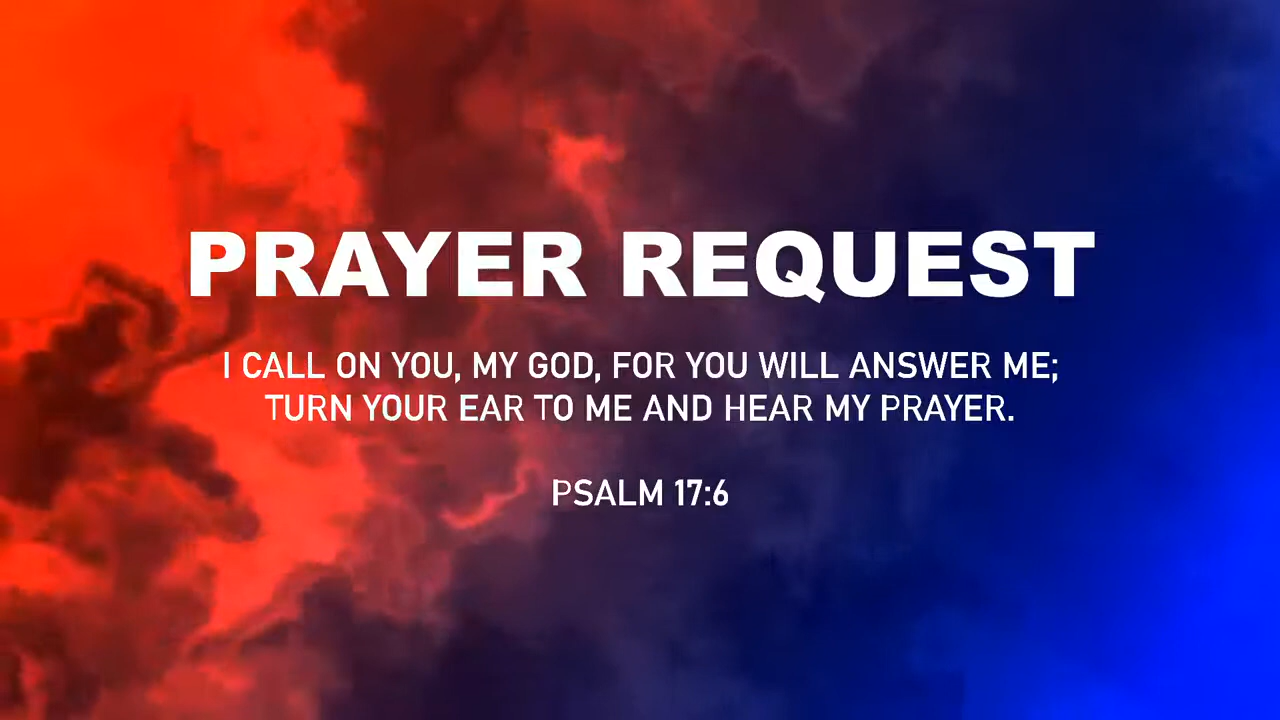 PRAYER REQUEST
I CALL ON YOU, MY GOD, FOR YOU WILL ANSWER ME;
TURN YOUR EAR TO ME AND HEAR MY PRAYER.
PSALM 17:6